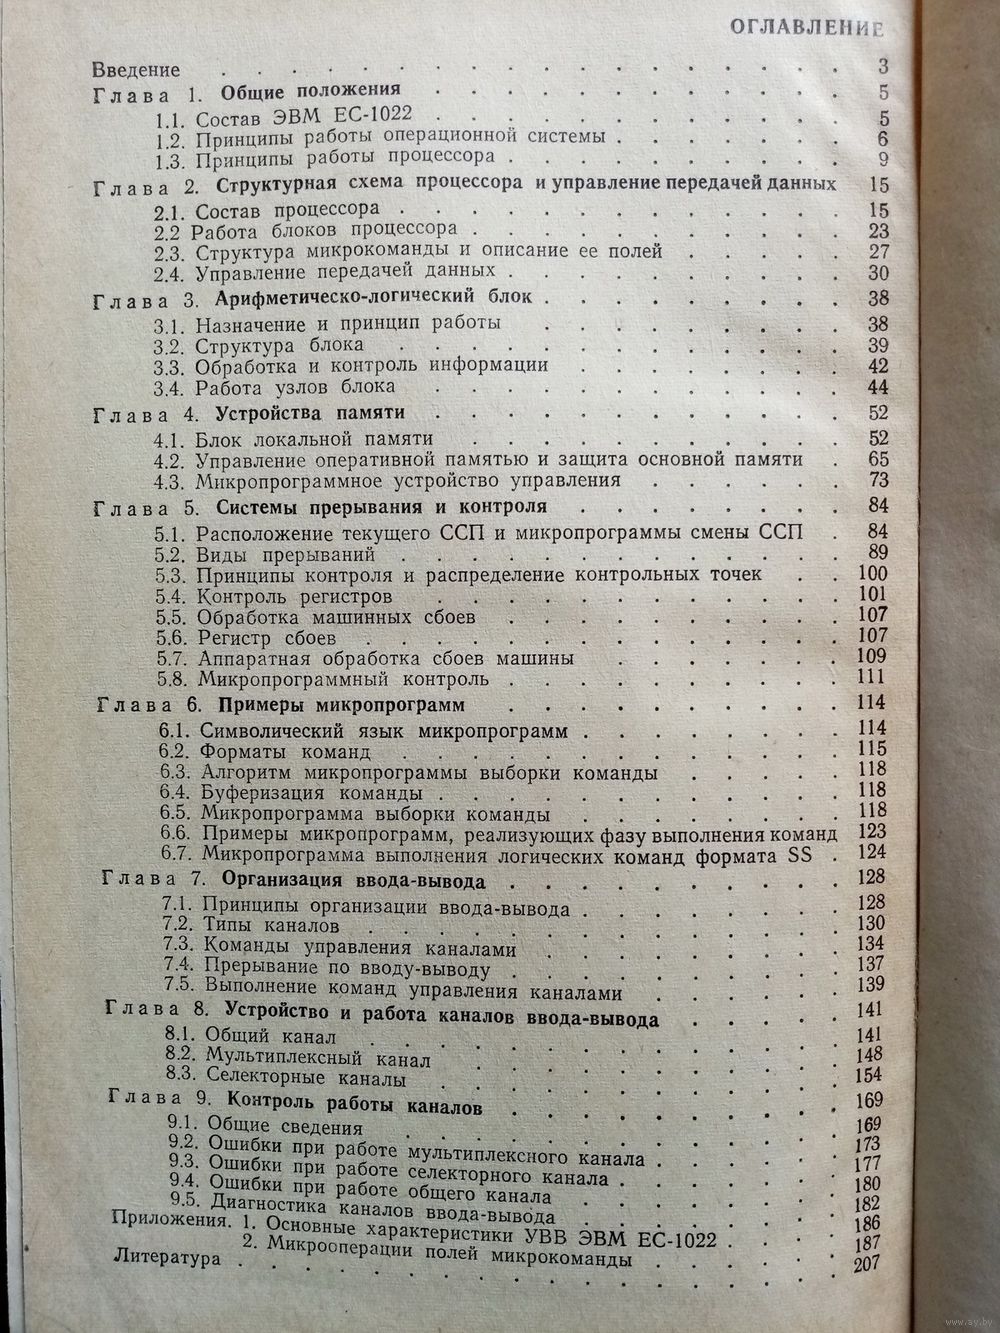 ОГЛАВЛЕНИЕ
Введение . . . . . . . . . . . . . . . . . . 3
Глава 1. Общие положения . . . . . . . . . . . . 5
1.1. Состав ЭВМ ЕС-1022 . . . . . . . . . . . . 5
1.2. Принципы работы операционной системы . . . . . . . 6
1.3. Принципы работы процессора . . . . . . . . . . 9
Глава 2. Структурная схема процессора и управление передачей данных 15
2.1. Состав процессора . . . . . . . . . . . . . 15
2.2 Работа блоков процессора . . . . . . . . . . . 23
2.3. Структура микрокоманды и описание ее полей . . . . . 27
2.4. Управление передачей данных . . . . . . . . . . 30
Глава 3. Арифметическо-логический блок . . . . . . . . . 38
3.1. Назначение и принцип работы . . . . . . . . . 38
3.2. Структура блока . . . . . . . . . . . . . 39
3.3. Обработка и контроль информации . . . . . . . . 42
3.4. Работа узлов блока . . . . . . . . . . . . 44
Глава 4. Устройства памяти . . . . . . . . . . . . 52
4.1. Блок локальной памяти . . . . . . . . . . . 52
4.2. Управление оперативной памятью и защита основной памяти . 65
4.3. Микропрограммное устройство управления . . . . . . 73
Глава 5. Системы прерывания и контроля . . . . . . . . 84
5.1. Расположение текущего ССП и микропрограммы смены ССП . 84
5.2. Виды прерываний . . . . . . . . . . . . . 89
5.3. Принципы контроля и распределение контрольных точек . . 100
5.4. Контроль регистров . . . . . . . . . . . . 101
5.5. Обработка машинных сбоев . . . . . . . . . . 107
5.6. Регистр сбоев . . . . . . . . . . . . . . 107
5.7. Аппаратная обработка сбоев машины . . . . . . . 109
5.8. Микропрограммный контроль . . . . . . . . . . 111
Глава 6. Примеры микропрограмм . . . . . . . . . . 114
6.1. Символический язык микропрограмм . . . . . . . . 114
6.2. Форматы команд . . . . . . . . . . . . . 115
6.3. Алгоритм микропрограммы выборки команды . . . . . 118
6.4. Буферизация команды . . . . . . . . . . . . 118
6.5. Микропрограмма выборки команды . . . . . . . . 118
6.6. Примеры микропрограмм, реализующих фазу выполнения команд 123
6.7. Микропрограмма выполнения логических команд формата SS . 124
Глава 7. Организация ввода-вывода . . . . . . . . . . 128
7.1. Принципы организации ввода-вывода . . . . . . . . 128
7.2. Типы каналов . . . . . . . . . . . . . . 130
7.3. Команды управления каналами . . . . . . . . . 134
7.4. Прерывание по вводу-выводу . . . . . . . . . . 137
7.5. Выполнение команд управления каналами . . . . . . 139
Глава 8. Устройство и работа каналов ввода-вывода . . . . . 141
8.1. Общий канал . . . . . . . . . . . . . . 141
8.2. Мультиплексный канал . . . . . . . . . . . 148
8.3. Селекторные каналы . . . . . . . . . . . . 154
Глава 9. Контроль работы каналов . . . . . . . . . . 169
9.1. Общие сведения . . . . . . . . . . . . . 169
9.2. Ошибки при работе мультиплексного канала . . . . . . 173
9.3. Ошибки при работе селекторного канала . . . . . . . 177
9.4. Ошибки при работе общего канала . . . . . . . . 180
9.5. Диагностика каналов ввода-вывода . . . . . . . . 182
Приложения. 1. Основные характеристики УВВ ЭВМ ЕС-1022 . . . . 186
2. Микрооперации полей микрокоманды . . . . . . 187
Литература . . . . . . . . . . . . . . . . . 207
www.ay.by